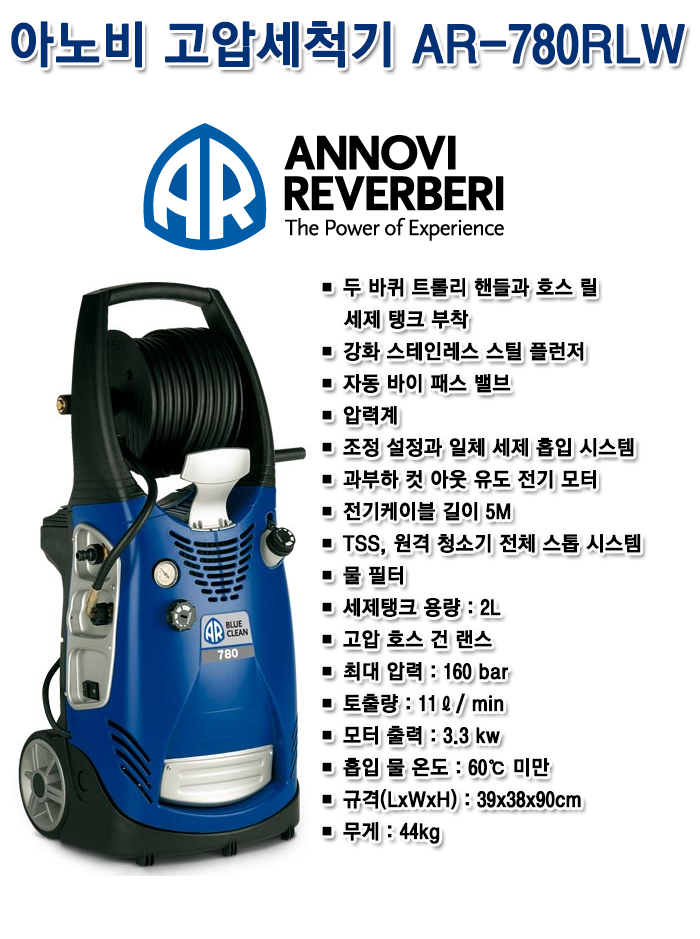 아노비 고압세척기 AR-780RLW
AR
ANNOVI
REVERBERI
The Power of Experience
▪ 두 바퀴 트롤리 핸들과 호스 릴
세제 탱크 부착
▪ 강화 스테인레스 스틸 플런저
▪ 자동 바이 패스 밸브
▪ 압력계
▪ 조정 설정과 일체 세제 흡입 시스템
▪ 과부하 컷 아웃 유도 전기 모터
▪ 전기케이블 길이 5M
▪ TSS, 원격 청소기 전체 스톱 시스템
▪ 물 필터
▪ 세제탱크 용량 : 2L
▪ 고압 호스 건 랜스
▪ 최대 압력 : 160 bar
▪ 토출량 : 11ℓ / min
▪ 모터 출력 : 3.3 kw
▪ 흡입 물 온도 : 60℃ 미만
▪ 규격(LxWxH) : 39x38x90cm
▪ 무게 : 44kg
AR BLUE
CLEAN
780